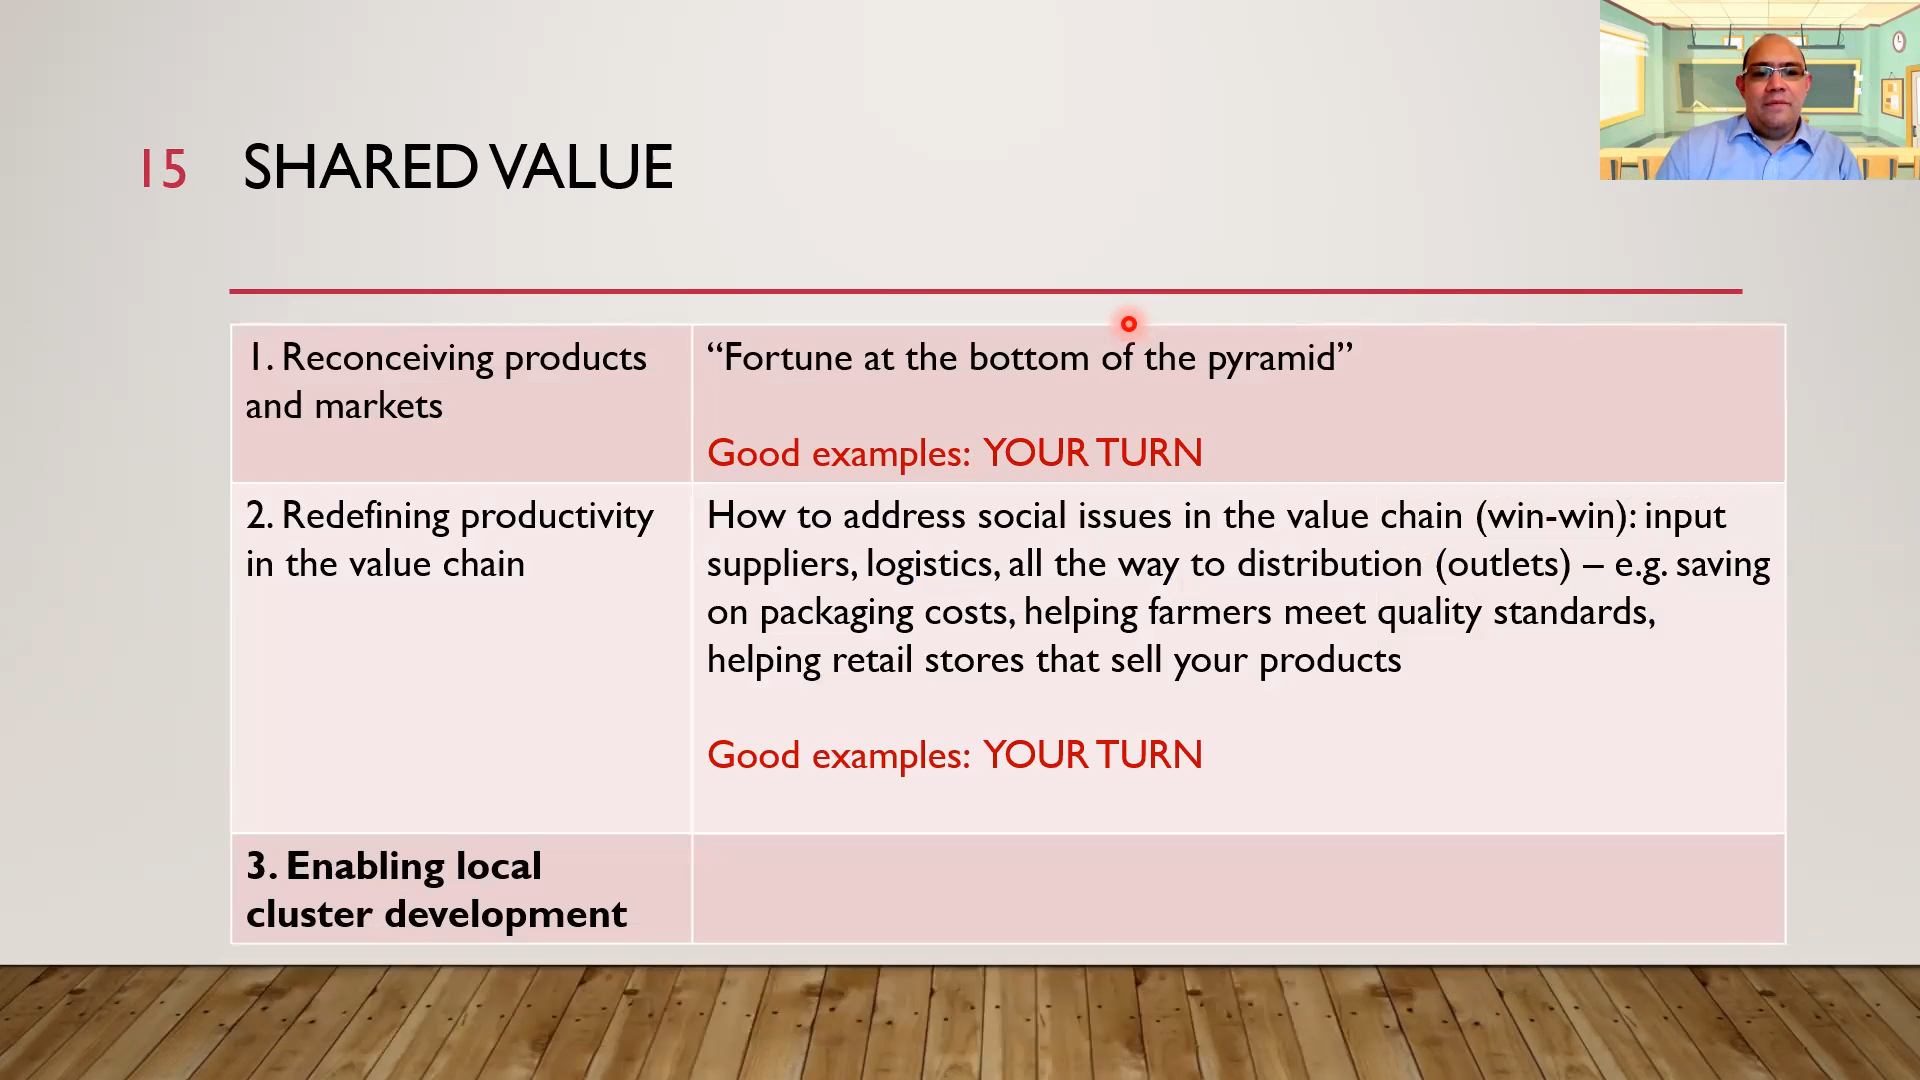 15 SHARED VALUE
1. Reconceiving products
and markets
“Fortune at the bottom of the pyramid”
Good examples: YOUR TURN
2. Redefining productivity
in the value chain
How to address social issues in the value chain (win-win): input
suppliers, logistics, all the way to distribution (outlets) – e.g. saving
on packaging costs, helping farmers meet quality standards,
helping retail stores that sell your products
Good examples: YOUR TURN
3. Enabling local
cluster development